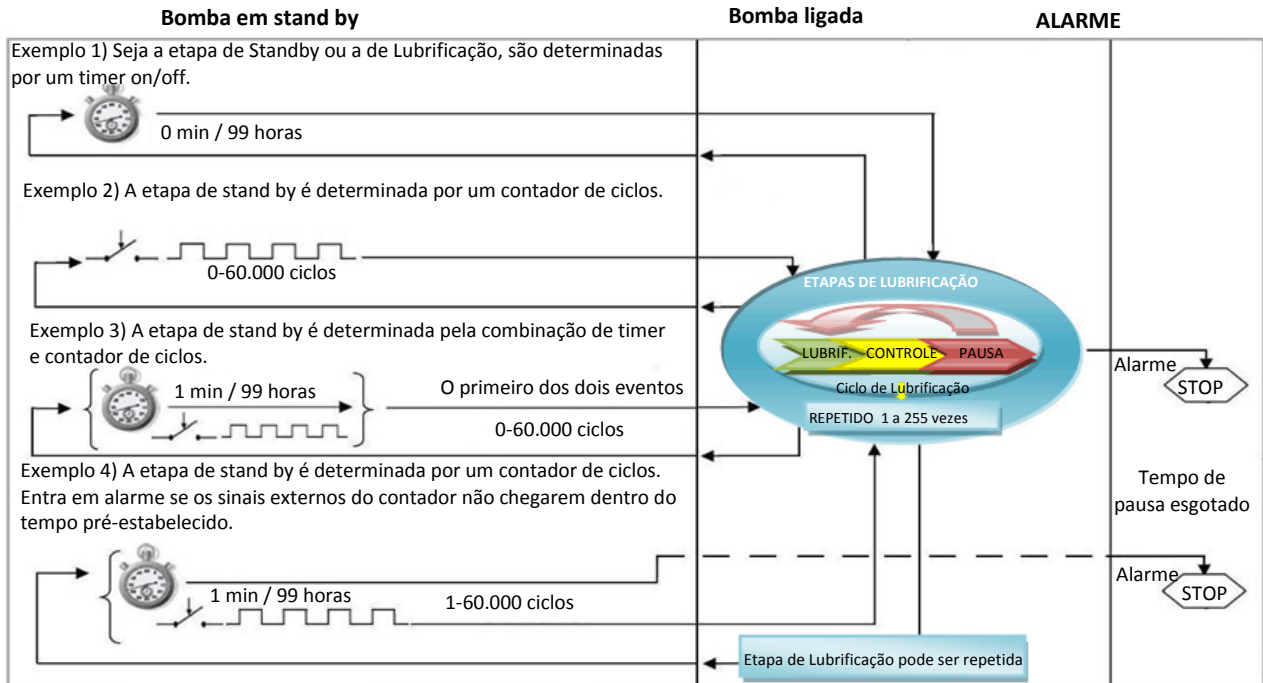 Bomba em stand by
Bomba ligada
ALARME
Exemplo 1) Seja a etapa de Standby ou a de Lubrificação, são determinadas
por um timer on/off.
0 min / 99 horas
Exemplo 2) A etapa de stand by é determinada por um contador de ciclos.
0-60.000 ciclos
ETAPAS DE LUBRIFICAÇÃO
LUBRIF. CONTROLE PAUSA
Ciclo de Lubrificação
REPETIDO 1 a 255 vezes
Alarme
STOP
Exemplo 3) A etapa de stand by é determinada pela combinação de timer
e contador de ciclos.
1 min / 99 horas
O primeiro dos dois eventos
0-60.000 ciclos
Exemplo 4) A etapa de stand by é determinada por um contador de ciclos.
Entra em alarme se os sinais externos do contador não chegarem dentro do
tempo pré-estabelecido.
Tempo de
pausa esgotado
1 min / 99 horas
1-60.000 ciclos
Alarme
STOP
Etapa de Lubrificação pode ser repetida